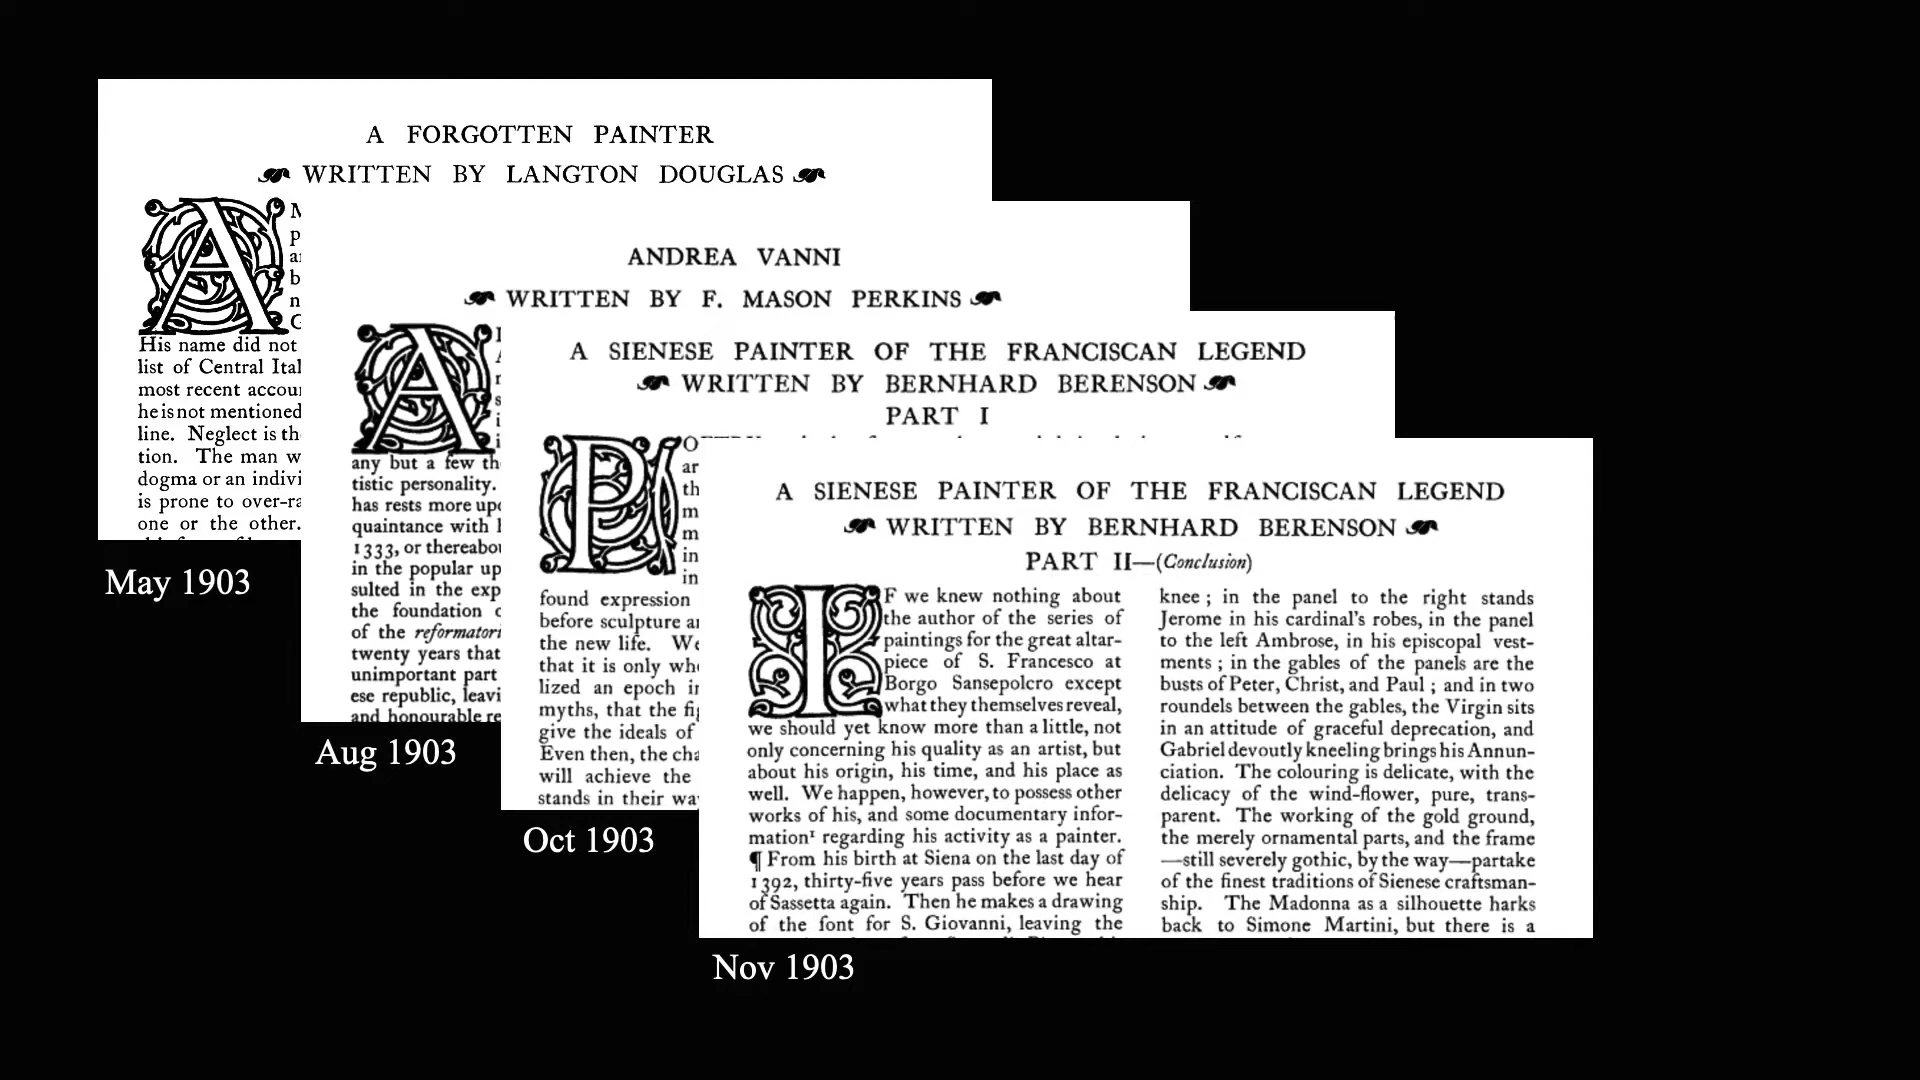 A FORGOTTEN PAINTER
WRITTEN BY LANGTON DOUGLAS
A
His name did not
list of Central Ital
most recent accou
he is not mentioned
line. Neglect is th
tion. The man w
dogma or an indivi
is prone to over-ra
one or the other.
May 1903
ANDREA VANNI
WRITTEN BY F. MASON PERKINS
A
any but a few th
tistic personality.
has rests more upo
quaintance with
1333, or thereabou
in the popular up
sulted in the exp
the foundation
of the reformatori
twenty years that
unimportant part
ese republic, leavi
and honourable re
Aug 1903
A SIENESE PAINTER OF THE FRANCISCAN LEGEND
WRITTEN BY BERNHARD BERENSON
PART I
PO
ar
th
m
m
in
in
found expression
before sculpture a
the new life. We
that it is only wh
lized an epoch i
myths, that the fi
give the ideals of
Even then, the cha
will achieve the
stands in their wa
Oct 1903
A SIENESE PAINTER OF THE FRANCISCAN LEGEND
WRITTEN BY BERNHARD BERENSON
PART II—(Conclusion)
IF we knew nothing about
the author of the series of
paintings for the great altar-
piece of S. Francesco at
Borgo Sansepolcro except
what they themselves reveal,
we should yet know more than a little, not
only concerning his quality as an artist, but
about his origin, his time, and his place as
well. We happen, however, to possess other
works of his, and some documentary infor-
mation¹ regarding his activity as a painter.
¶ From his birth at Siena on the last day of
1392, thirty-five years pass before we hear
of Sassetta again. Then he makes a drawing
of the font for S. Giovanni, leaving the
knee ; in the panel to the right stands
Jerome in his cardinal's robes, in the panel
to the left Ambrose, in his episcopal vest-
ments ; in the gables of the panels are the
busts of Peter, Christ, and Paul ; and in two
roundels between the gables, the Virgin sits
in an attitude of graceful deprecation, and
Gabriel devoutly kneeling brings his Annun-
ciation. The colouring is delicate, with the
delicacy of the wind-flower, pure, trans-
parent. The working of the gold ground,
the merely ornamental parts, and the frame
—still severely gothic, by the way—partake
of the finest traditions of Sienese craftsman-
ship. The Madonna as a silhouette harks
back to Simone Martini, but there is a
Nov 1903